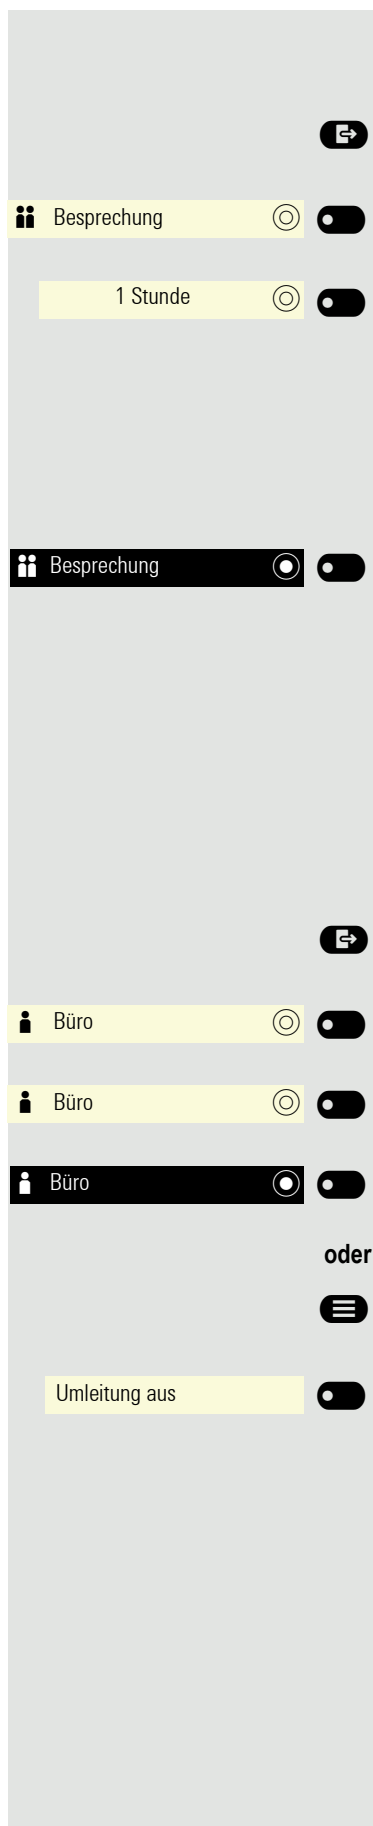 Besprechung
1 Stunde
Besprechung
Büro
Büro
Büro
oder
Umleitung aus